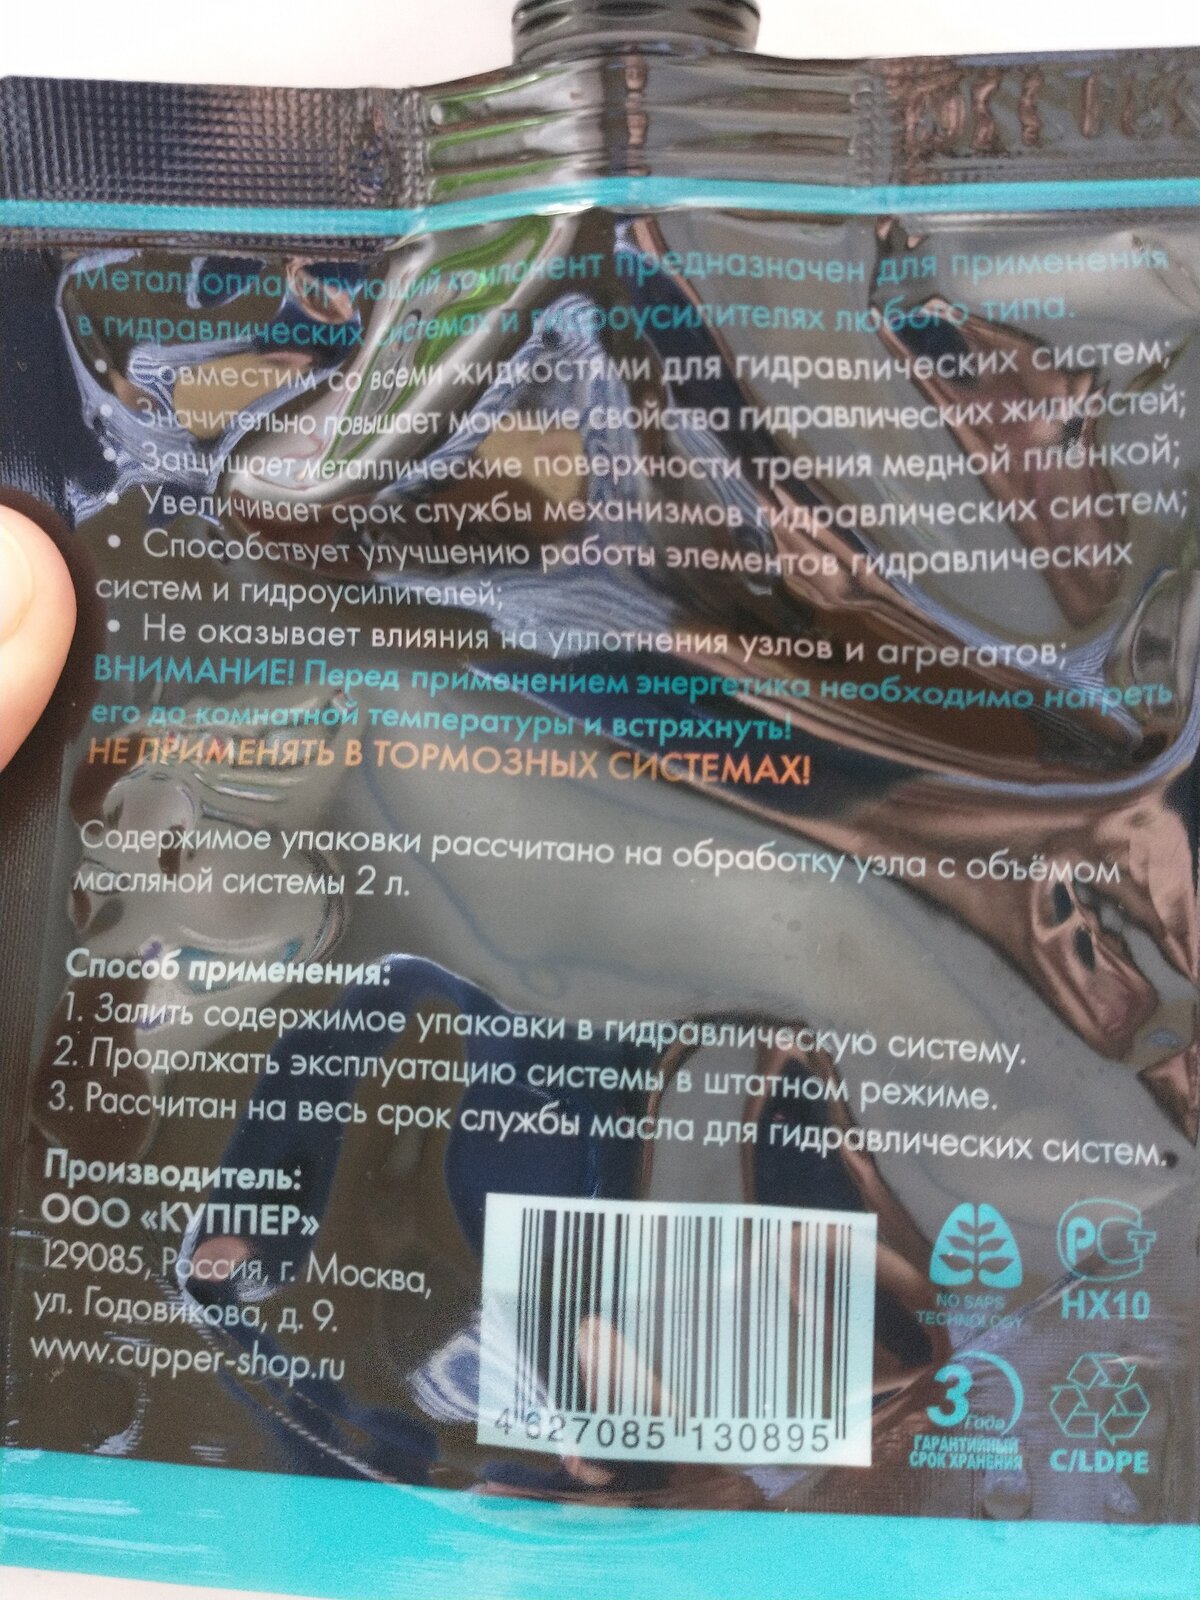 Металлоплакирующий компонент предназначен для применения
в гидравлических системах и гидроусилителях любого типа.
• Совместим со всеми жидкостями для гидравлических систем;
• Значительно повышает моющие свойства гидравлических жидкостей;
• Защищает металлические поверхности трения медной плёнкой;
• Увеличивает срок службы механизмов гидравлических систем;
• Способствует улучшению работы элементов гидравлических
систем и гидроусилителей;
• Не оказывает влияния на уплотнения узлов и агрегатов;
ВНИМАНИЕ! Перед применением энергетика необходимо нагреть
его до комнатной температуры и встряхнуть!
НЕ ПРИМЕНЯТЬ В ТОРМОЗНЫХ СИСТЕМАХ!
Содержимое упаковки рассчитано на обработку узла с объёмом
масляной системы 2 л.
Способ применения:
1. Залить содержимое упаковки в гидравлическую систему.
2. Продолжать эксплуатацию системы в штатном режиме.
3. Рассчитан на весь срок службы масла для гидравлических систем.
Производитель:
ООО «КУППЕР»
129085, Россия, г. Москва,
ул. Годовикова, д. 9.
www.cupper-shop.ru
4 627085 130895
NO SAPS
TECHNOLOGY
РСТ
НХ10
3 года
ГАРАНТИЙНЫЙ
СРОК ХРАНЕНИЯ
C/LDPE